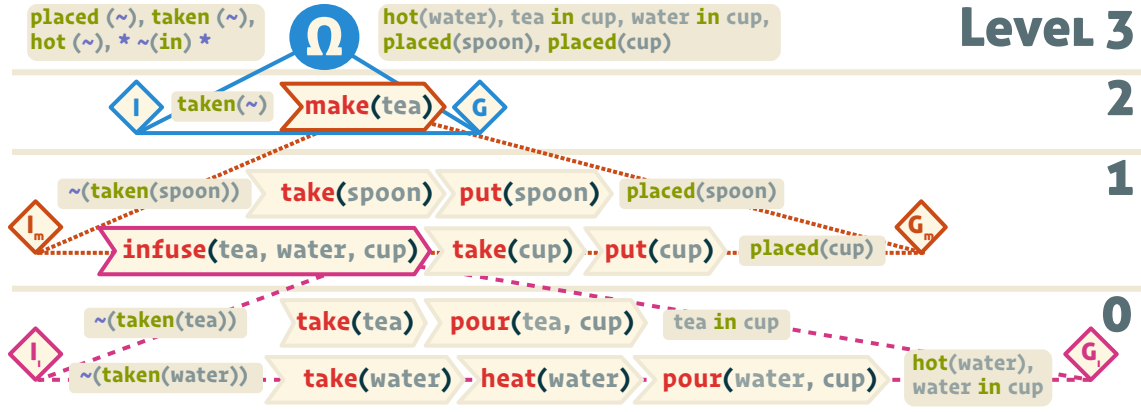 placed (~), taken (~),
hot (~), * ~(in) *
Ω
hot(water), tea in cup, water in cup,
placed(spoon), placed(cup)
Level 3
I
taken(~)
make(tea)
G
2
~(taken(spoon))
take(spoon)
put(spoon)
placed(spoon)
1
Im
infuse(tea, water, cup)
take(cup)
put(cup)
placed(cup)
Gm
~(taken(tea))
take(tea)
pour(tea, cup)
tea in cup
0
Ii
~(taken(water))
take(water)
heat(water)
pour(water, cup)
hot(water),
water in cup
Gi